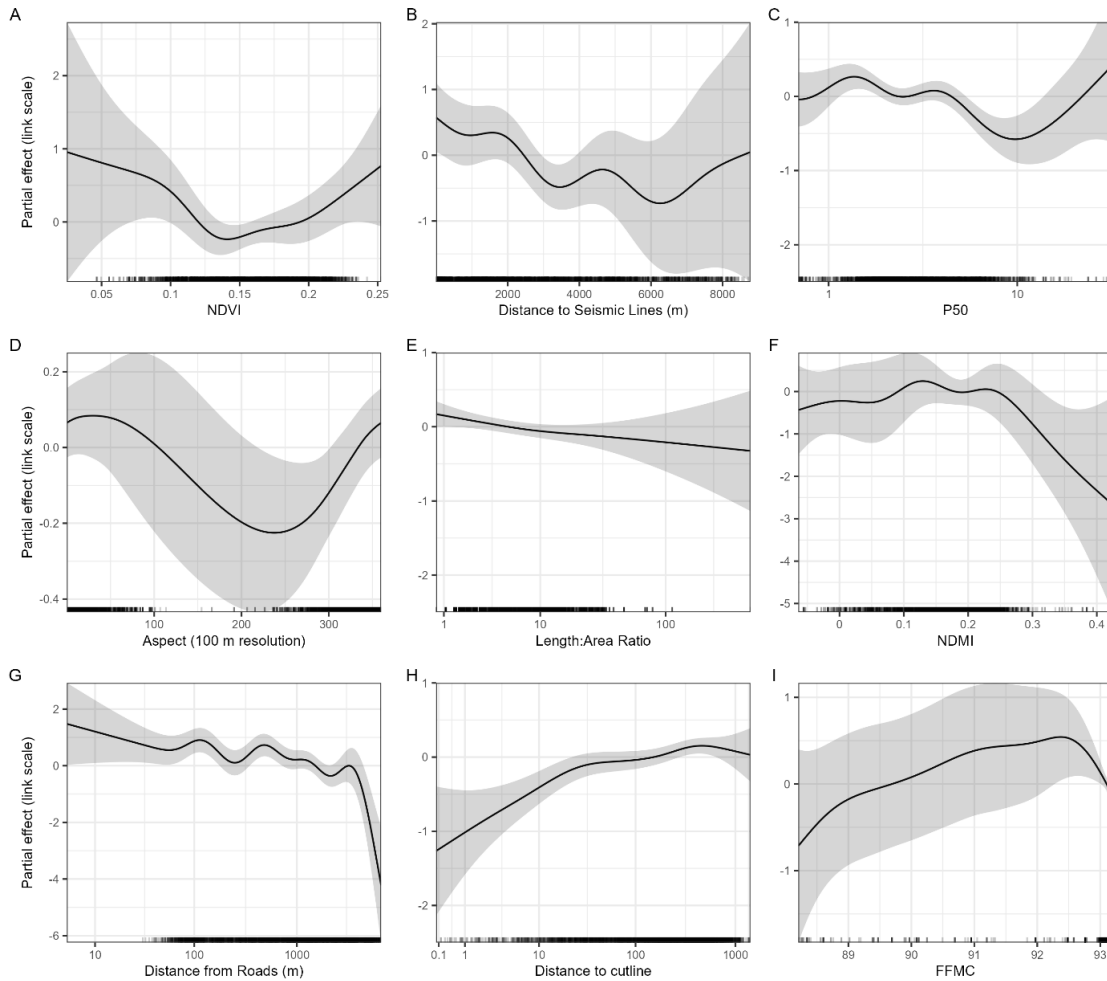 A
B
C
Partial effect (link scale)
2
1
0
0.05 0.1 0.15 0.2 0.25
NDVI
2
1
0
-1
2000 4000 6000 8000
Distance to Seismic Lines (m)
1
0
-1
-2
1 10
P50
D
E
F
Partial effect (link scale)
0.2
0.0
-0.2
-0.4
100 200 300
Aspect (100 m resolution)
1
0
-1
-2
1 10 100
Length:Area Ratio
0
-1
-2
-3
-4
-5
0 0.1 0.2 0.3 0.4
NDMI
G
H
I
Partial effect (link scale)
2
0
-2
-4
-6
10 100 1000
Distance from Roads (m)
1
0
-1
-2
0.1 1 10 100 1000
Distance to cutline
1
0
-1
89 90 91 92 93
FFMC